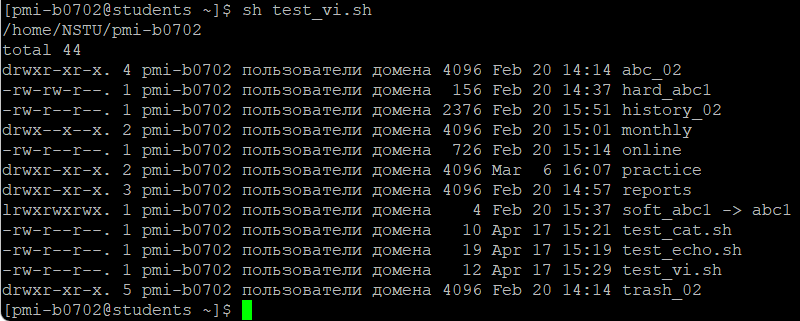 [pmi-b0702@students ~]$ sh test_vi.sh
/home/NSTU/pmi-b0702
total 44
drwxr-xr-x. 4 pmi-b0702 пользователи домена 4096 Feb 20 14:14 abc_02
-rw-rw-r--. 1 pmi-b0702 пользователи домена  156 Feb 20 14:37 hard_abc1
-rw-r--r--. 1 pmi-b0702 пользователи домена 2376 Feb 20 15:51 history_02
drwx--x--x. 2 pmi-b0702 пользователи домена 4096 Feb 20 15:01 monthly
-rw-r--r--. 1 pmi-b0702 пользователи домена  726 Feb 20 15:14 online
drwxr-xr-x. 2 pmi-b0702 пользователи домена 4096 Mar  6 16:07 practice
drwxr-xr-x. 3 pmi-b0702 пользователи домена 4096 Feb 20 14:57 reports
lrwxrwxrwx. 1 pmi-b0702 пользователи домена    4 Feb 20 15:37 soft_abc1 -> abc1
-rw-r--r--. 1 pmi-b0702 пользователи домена   10 Apr 17 15:21 test_cat.sh
-rw-r--r--. 1 pmi-b0702 пользователи домена   19 Apr 17 15:19 test_echo.sh
-rw-r--r--. 1 pmi-b0702 пользователи домена   12 Apr 17 15:29 test_vi.sh
drwxr-xr-x. 5 pmi-b0702 пользователи домена 4096 Feb 20 14:14 trash_02
[pmi-b0702@students ~]$